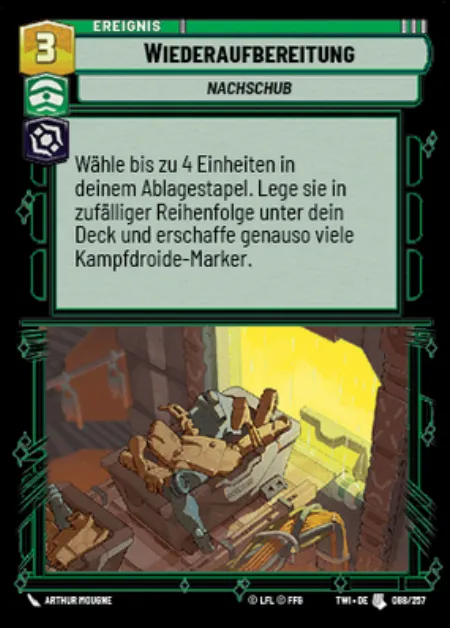 EREIGNIS
3
WIEDERAUFBEREITUNG
NACHSCHUB
Wähle bis zu 4 Einheiten in
deinem Ablagestapel. Lege sie in
zufälliger Reihenfolge unter dein
Deck und erschaffe genauso viele
Kampfdroide-Marker.
ARTHUR MOUGNE
© LFL © FFG
TWI • DE
088/257